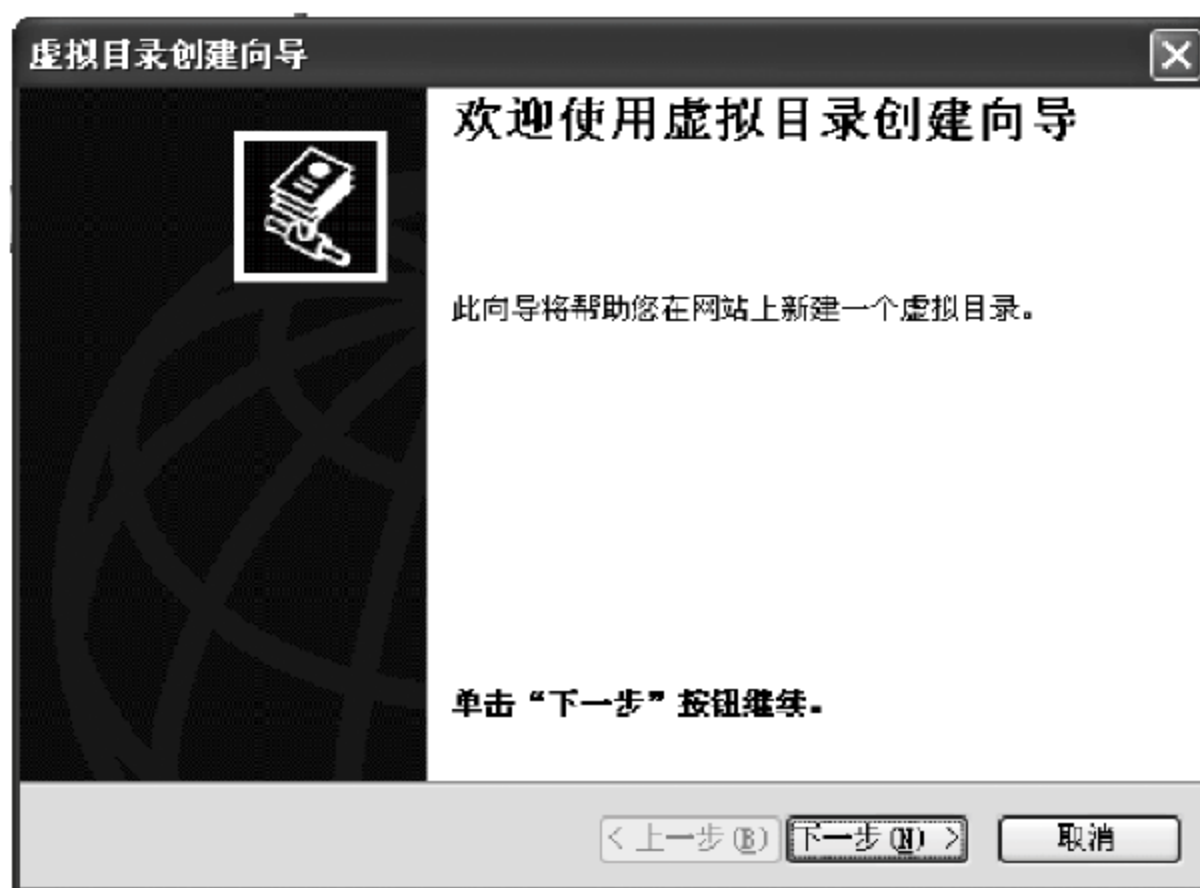 虚拟目录创建向导
欢迎使用虚拟目录创建向导
此向导将帮助您在网站上新建一个虚拟目录。
单击“下一步”按钮继续。
< 上一步(B) 下一步(N) > 取消